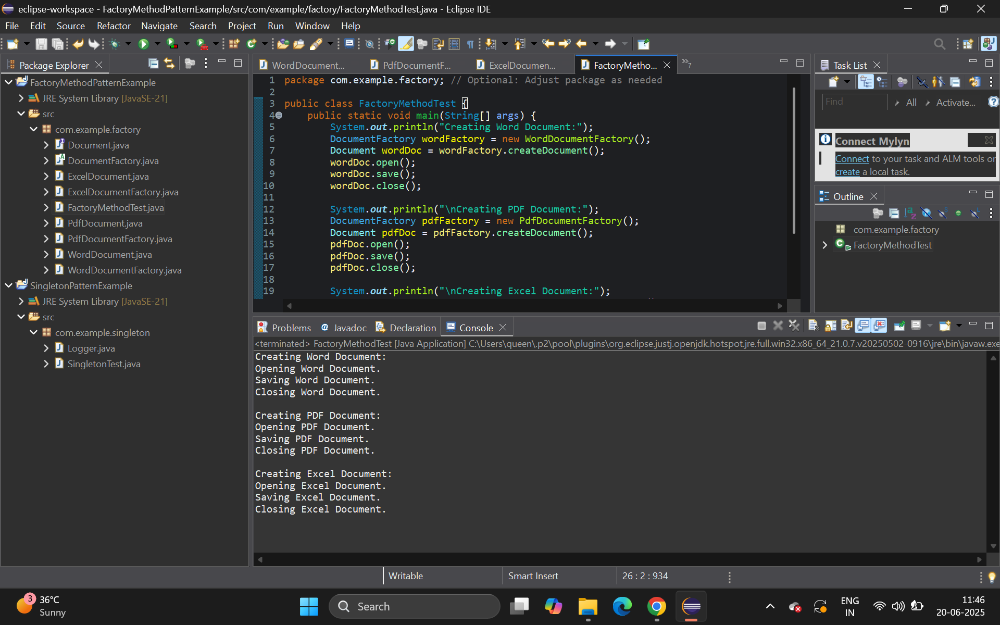 eclipse-workspace - FactoryMethodPatternExample/src/com/example/factory/FactoryMethodTest.java - Eclipse IDE
File Edit Source Refactor Navigate Search Project Run Window Help
Package Explorer
FactoryMethodPatternExample
JRE System Library [JavaSE-21]
src
com.example.factory
Document.java
DocumentFactory.java
ExcelDocument.java
ExcelDocumentFactory.java
FactoryMethodTest.java
PdfDocument.java
PdfDocumentFactory.java
WordDocument.java
WordDocumentFactory.java
SingletonPatternExample
JRE System Library [JavaSE-21]
src
com.example.singleton
Logger.java
SingletonTest.java
WordDocument... PdfDocumentF... ExcelDocumen... FactoryMetho... »7
1 package com.example.factory; // Optional: Adjust package as needed
2
3 public class FactoryMethodTest {
4 public static void main(String[] args) {
5 System.out.println("Creating Word Document:");
6 DocumentFactory wordFactory = new WordDocumentFactory();
7 Document wordDoc = wordFactory.createDocument();
8 wordDoc.open();
9 wordDoc.save();
10 wordDoc.close();
11
12 System.out.println("\nCreating PDF Document:");
13 DocumentFactory pdfFactory = new PdfDocumentFactory();
14 Document pdfDoc = pdfFactory.createDocument();
15 pdfDoc.open();
16 pdfDoc.save();
17 pdfDoc.close();
18
19 System.out.println("\nCreating Excel Document:");
Task List
Find All Activate...
Connect Mylyn
Connect to your task and ALM tools or
create a local task.
Outline
com.example.factory
FactoryMethodTest
Problems Javadoc Declaration Console
<terminated> FactoryMethodTest [Java Application] C:\Users\queen\.p2\pool\plugins\org.eclipse.justj.openjdk.hotspot.jre.full.win32.x86_64_21.0.7.v20250502-0916\jre\bin\javaw.exe
Creating Word Document:
Opening Word Document.
Saving Word Document.
Closing Word Document.
Creating PDF Document:
Opening PDF Document.
Saving PDF Document.
Closing PDF Document.
Creating Excel Document:
Opening Excel Document.
Saving Excel Document.
Closing Excel Document.
Writable Smart Insert 26 : 2 : 934
3
36°C
Sunny
Search
ENG
IN
11:46
20-06-2025